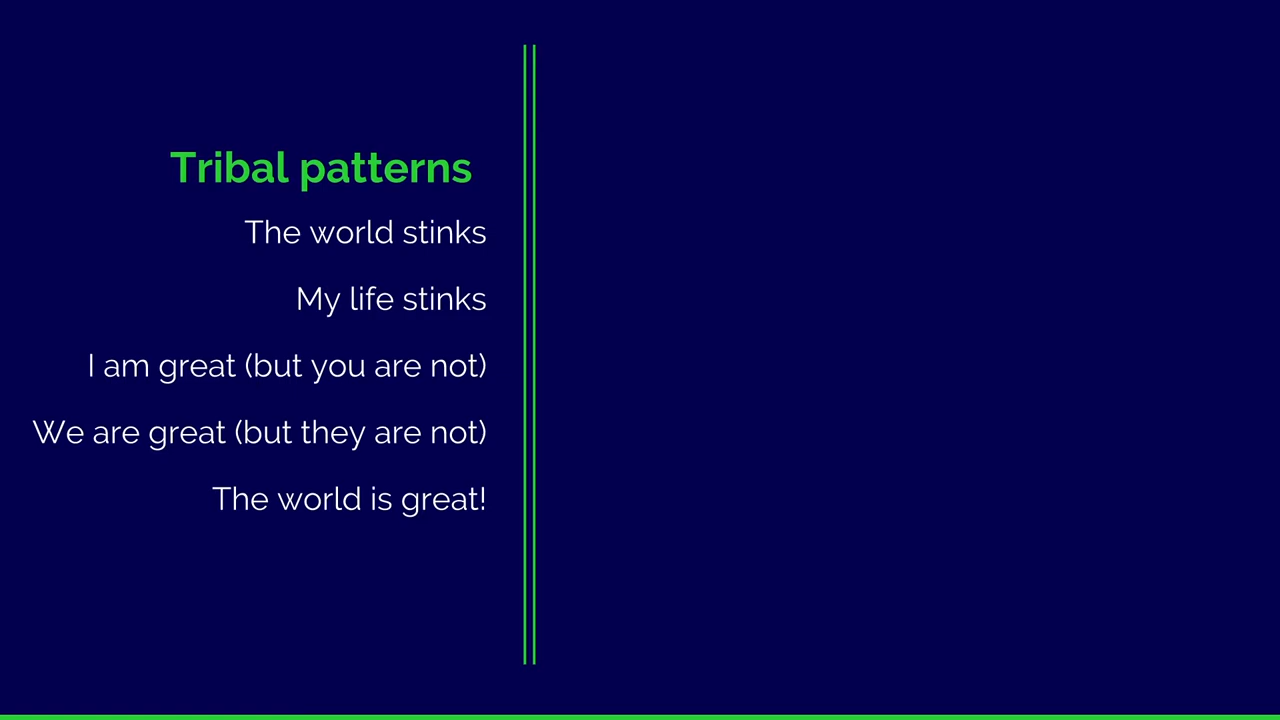 Tribal patterns
The world stinks
My life stinks
I am great (but you are not)
We are great (but they are not)
The world is great!